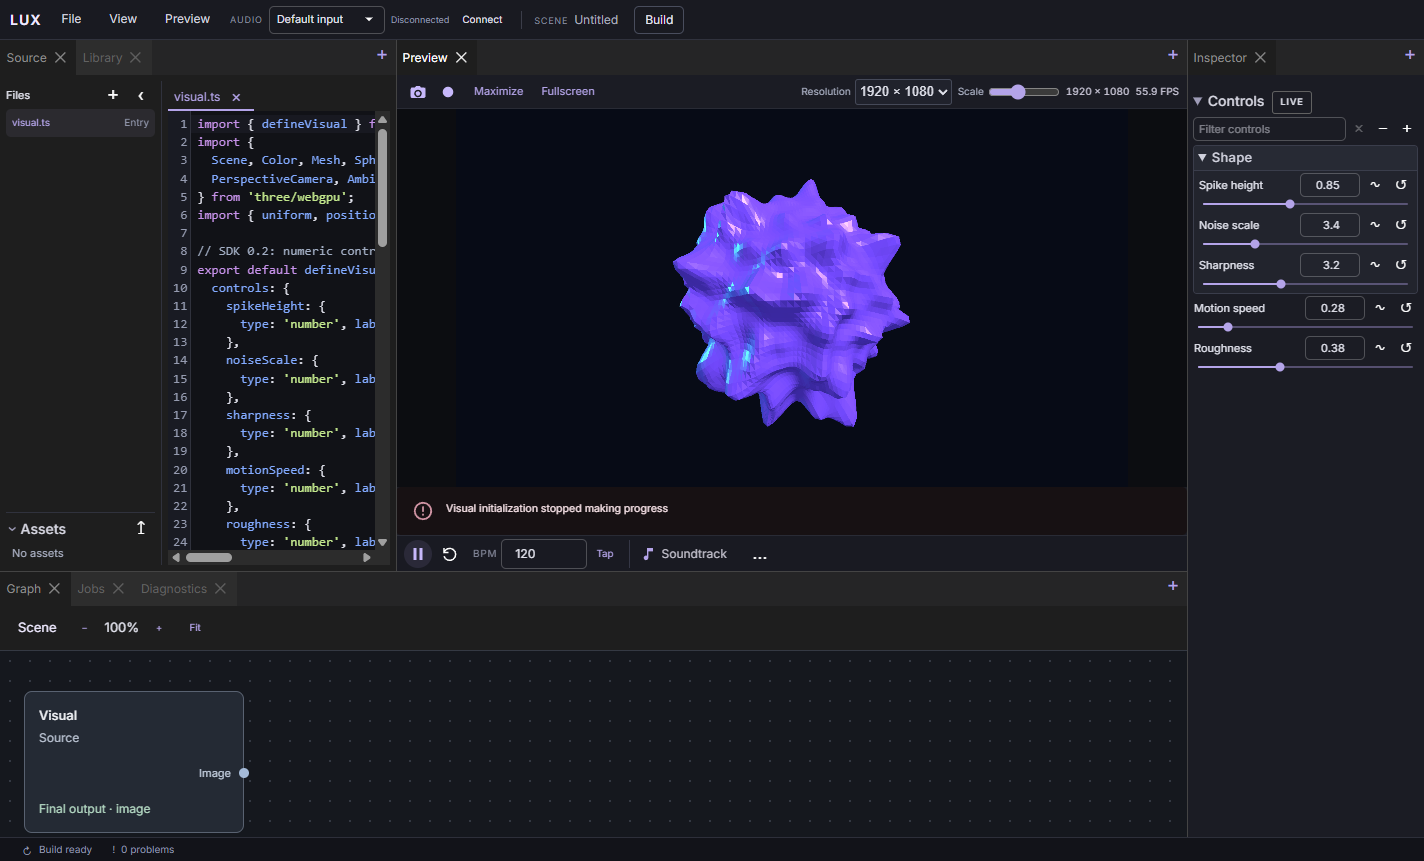 LUX File View Preview AUDIO Default input Disconnected Connect SCENE Untitled Build
Source Library
Files
visual.ts Entry
visual.ts
1 import { defineVisual } f
2 import {
3 Scene, Color, Mesh, Sph
4 PerspectiveCamera, Ambi
5 } from 'three/webgpu';
6 import { uniform, positio
7
8 // SDK 0.2: numeric contr
9 export default defineVisu
10 controls: {
11 spikeHeight: {
12 type: 'number', lab
13 },
14 noiseScale: {
15 type: 'number', lab
16 },
17 sharpness: {
18 type: 'number', lab
19 },
20 motionSpeed: {
21 type: 'number', lab
22 },
23 roughness: {
24 type: 'number', lab
Assets
No assets
Preview
Maximize Fullscreen Resolution 1920 × 1080 Scale 1920 × 1080 55.9 FPS
Visual initialization stopped making progress
BPM 120 Tap Soundtrack ...
Inspector
Controls LIVE
Filter controls
Shape
Spike height 0.85
Noise scale 3.4
Sharpness 3.2
Motion speed 0.28
Roughness 0.38
Graph Jobs Diagnostics
Scene − 100% + Fit
Visual
Source
Image
Final output · image
Build ready ! 0 problems